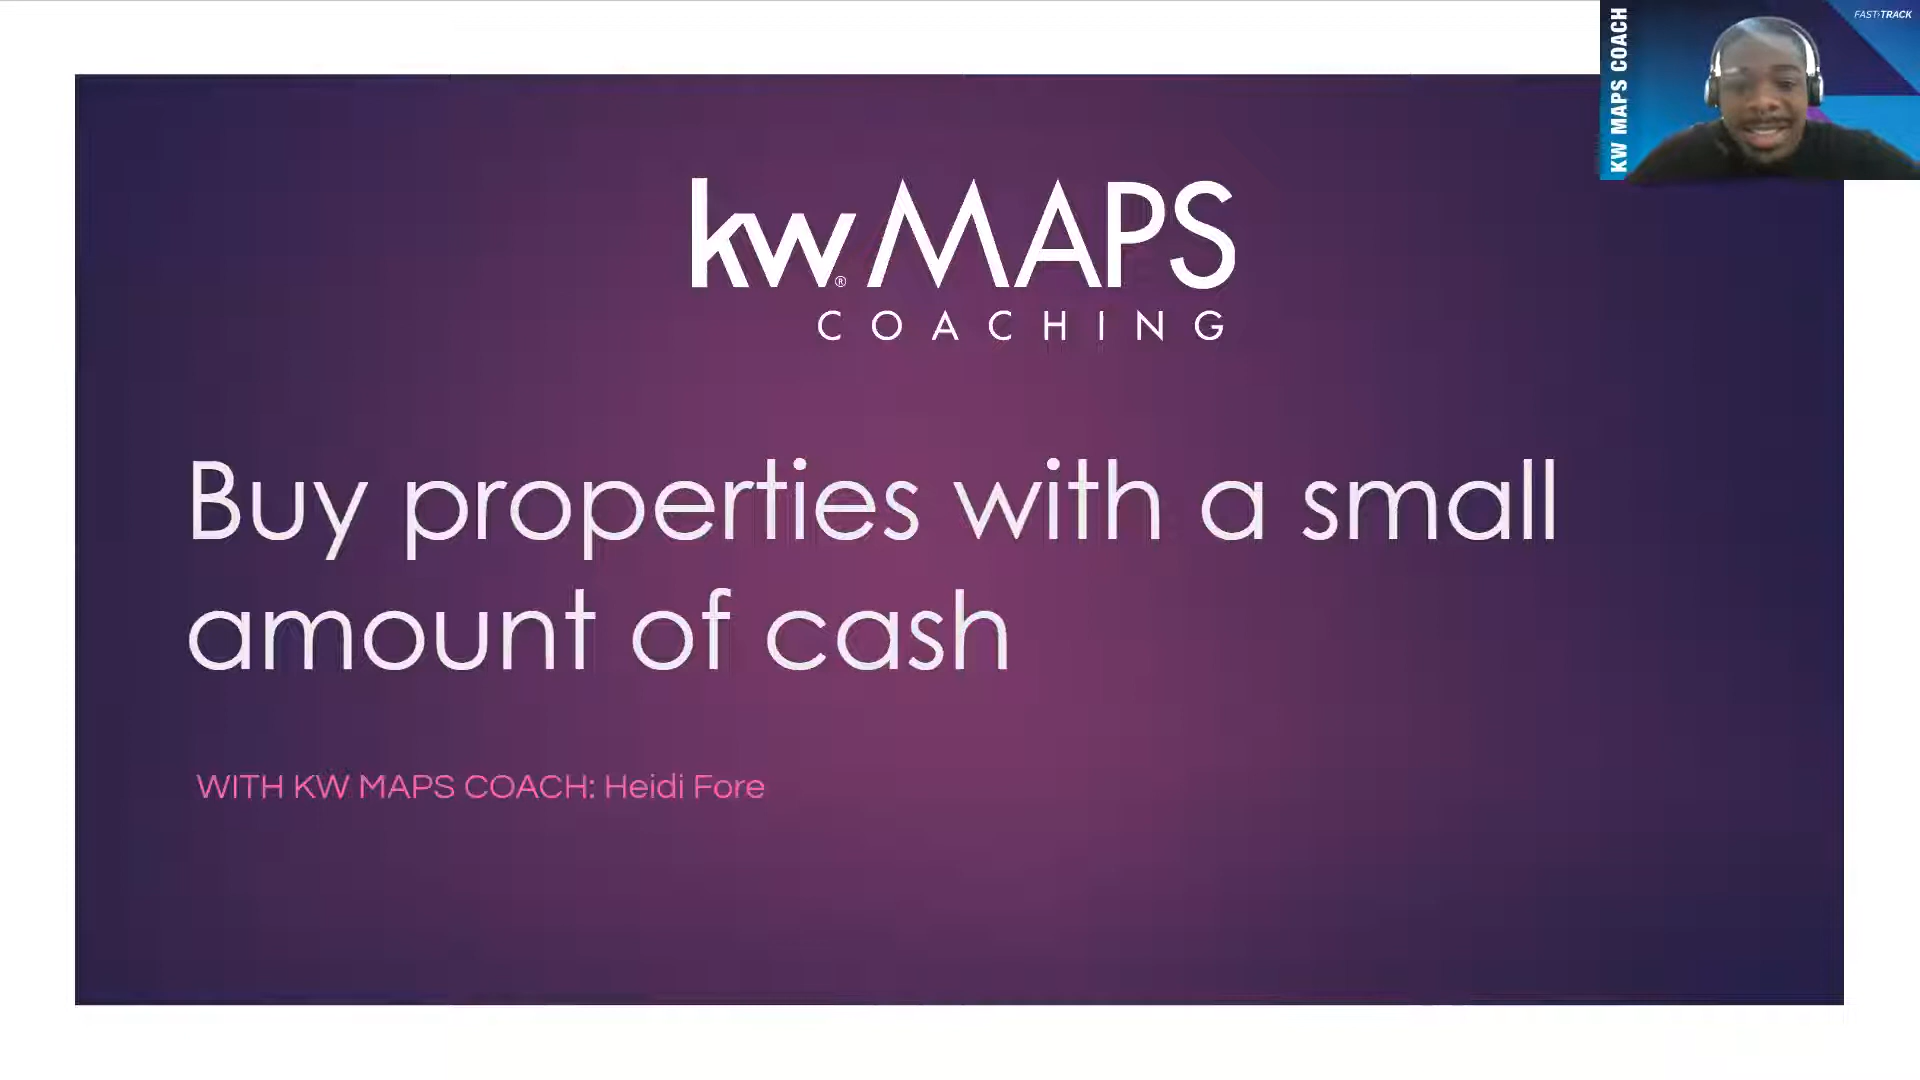 KW MAPS COACH
FAST>TRACK
kw® MAPS
COACHING
Buy properties with a small
amount of cash
WITH KW MAPS COACH: Heidi Fore